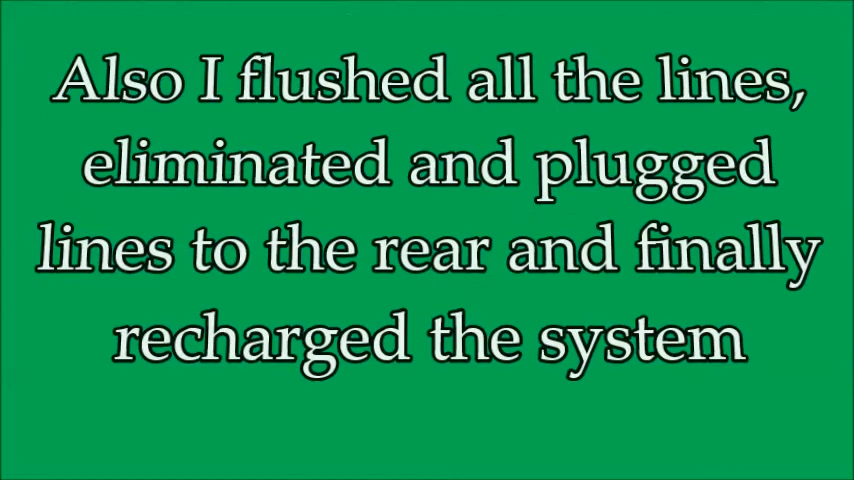 Also I flushed all the lines,
eliminated and plugged
lines to the rear and finally
recharged the system